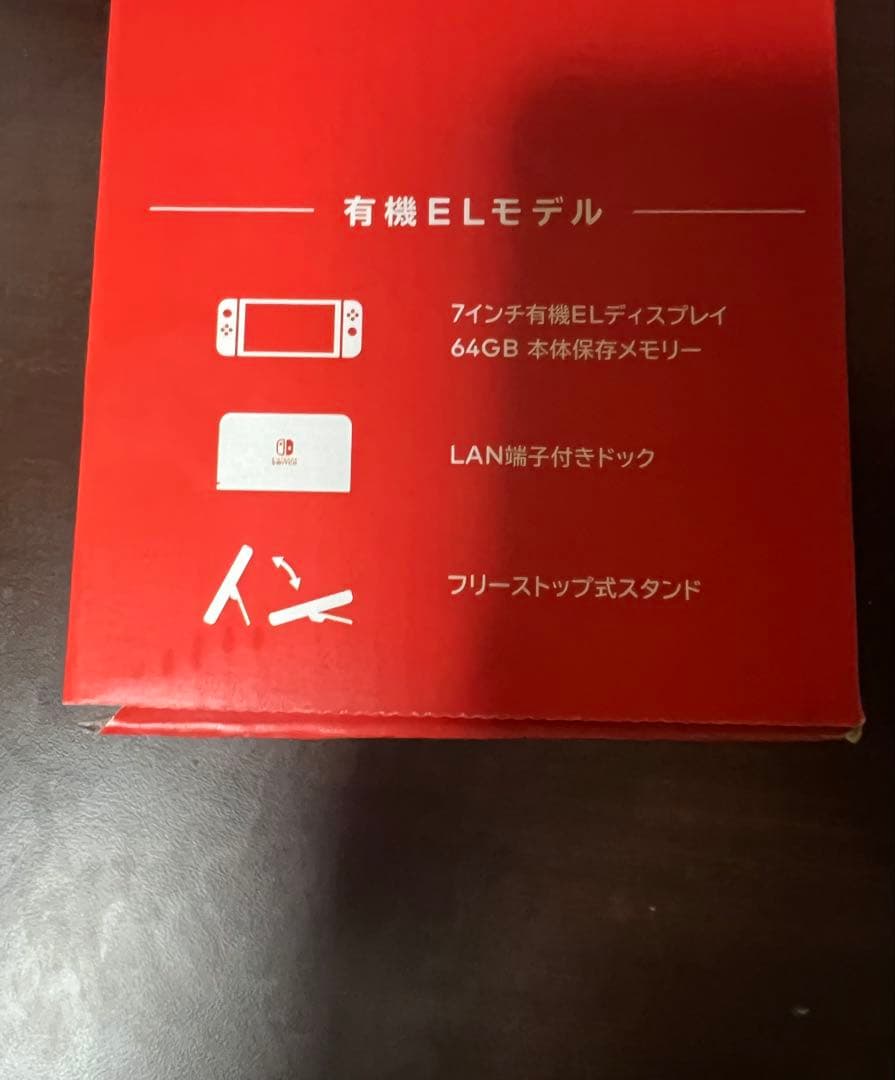 有機ELモデル
7インチ有機ELディスプレイ
64GB 本体保存メモリー
SWITCH
LAN端子付きドック
フリーストップ式スタンド